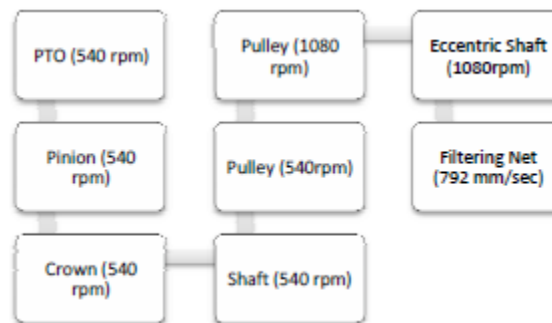 PTO (540 rpm)
Pinion (540
rpm)
Crown (540
rpm)
Shaft (540 rpm)
Pulley (540rpm)
Pulley (1080
rpm)
Eccentric Shaft
(1080rpm)
Filtering Net
(792 mm/sec)